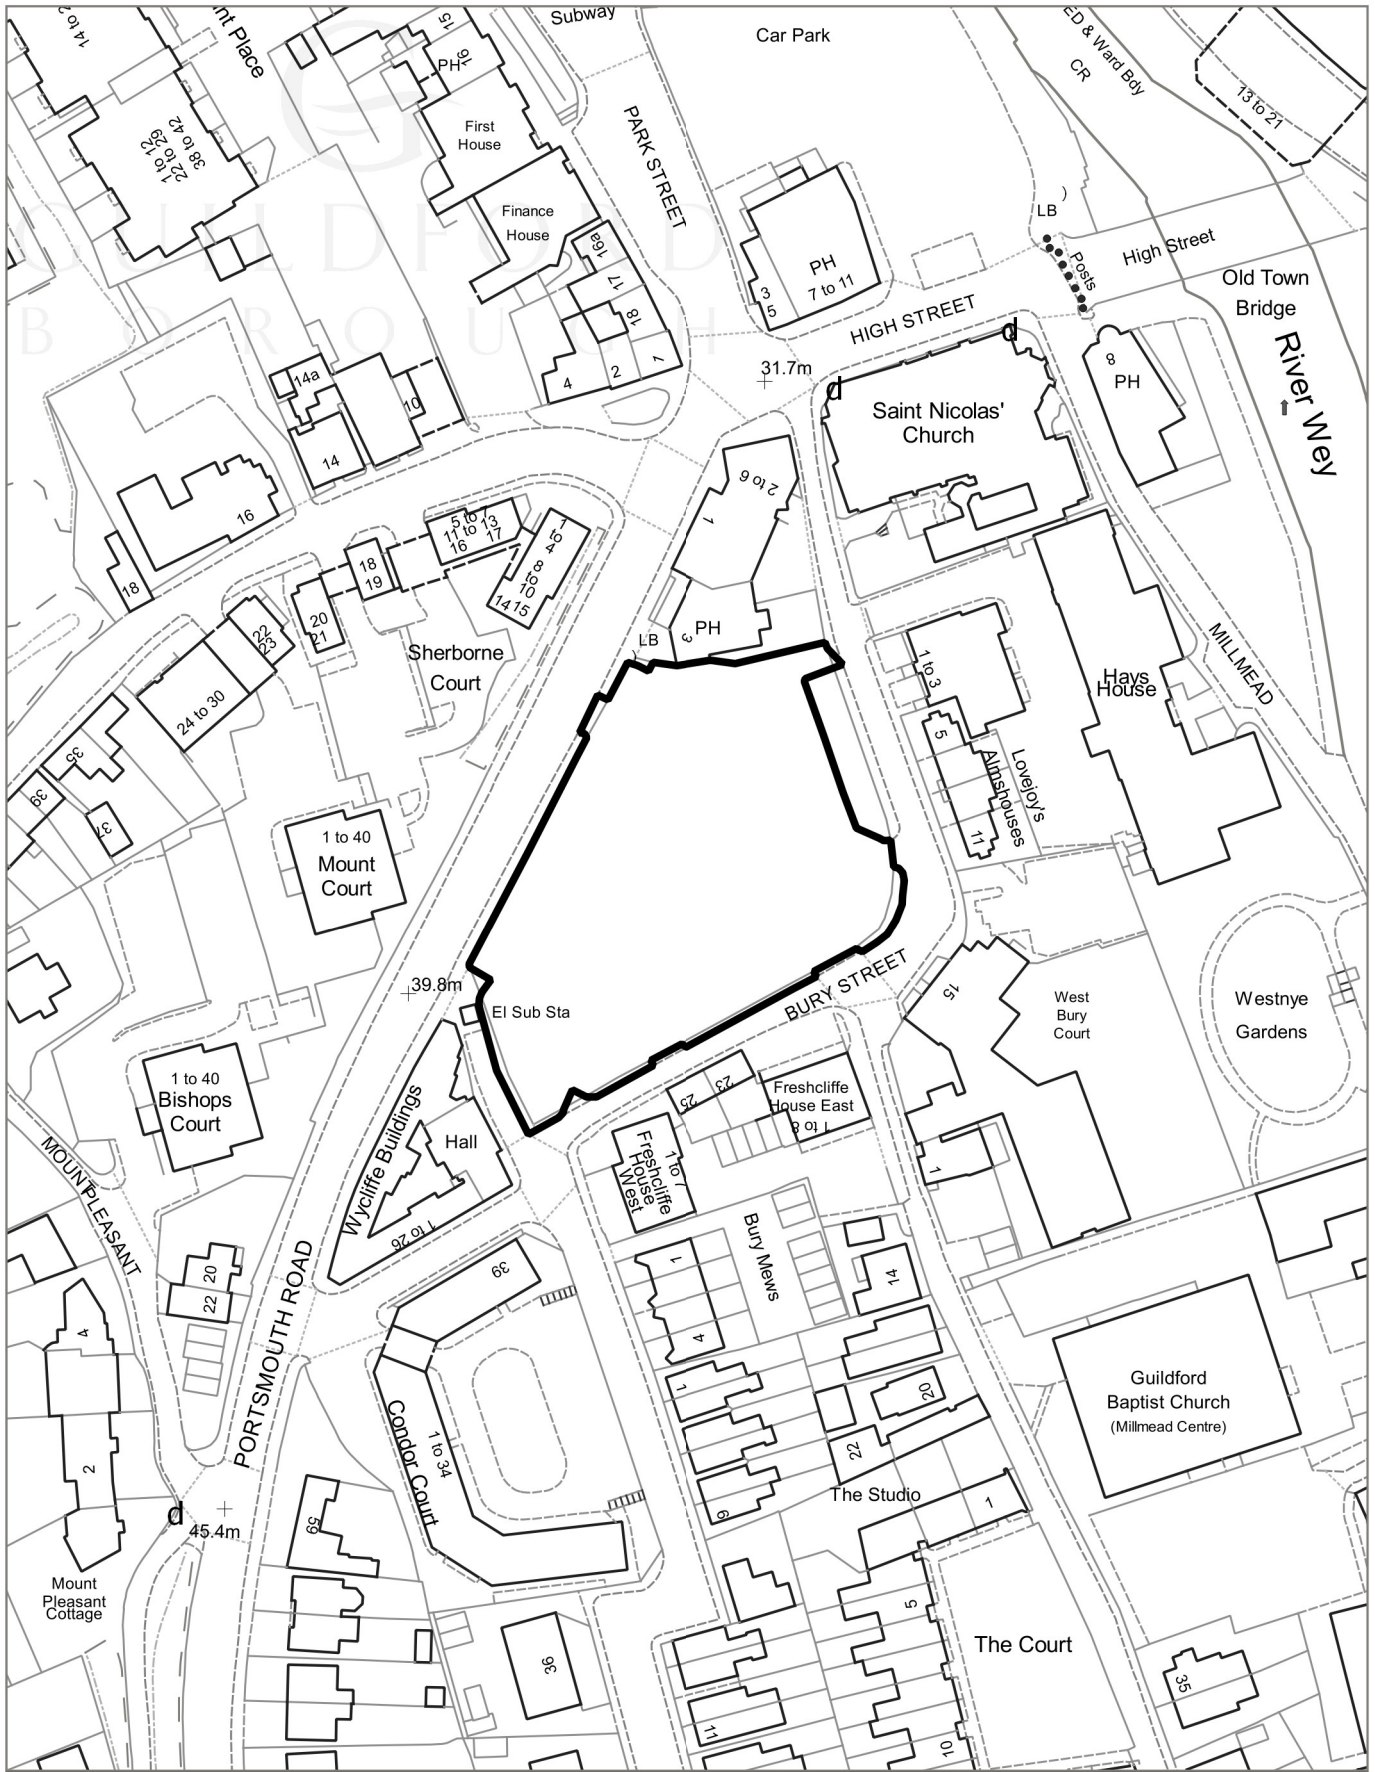 14 to 2
nt Place
15
16
PH
Subway
Car Park
ED & Ward Bdy
CR
13 to 21
1 to 12
22 to 29
38 to 42
First
House
PARK STREET
GUILDFORD
BOROUGH
Finance
House
16a
17
18
4
2
7
PH
7 to 11
3
5
LB
Posts
High Street
Old Town
Bridge
HIGH STREET
31.7m
d
d
8
PH
River Wey
14a
10
14
16
18
Saint Nicolas'
Church
2 to 6
1
3
PH
LB
5 to 7
11 to 13
16
17
1
to
4
8
to
10
14 15
18
19
20
21
22
23
24 to 30
Sherborne
Court
35
39
37
1 to 40
Mount
Court
1 to 3
Hays
House
MILLMEAD
5
Lovejoy's
Almshouses
11
39.8m
El Sub Sta
BURY STREET
15
West
Bury
Court
Westnye
Gardens
1 to 40
Bishops
Court
MOUNT PLEASANT
Wycliffe Buildings
Hall
1 to 26
23
25
Freshcliffe
House East
1 to 8
Freshcliffe
House
West
1 to 7
1
Bury Mews
20
22
PORTSMOUTH ROAD
39
1
4
14
4
2
Condor Court
1 to 34
1
9
20
22
Guildford
Baptist Church
(Millmead Centre)
d
45.4m
59
The Studio
1
Mount
Pleasant
Cottage
36
5
The Court
35
11
10